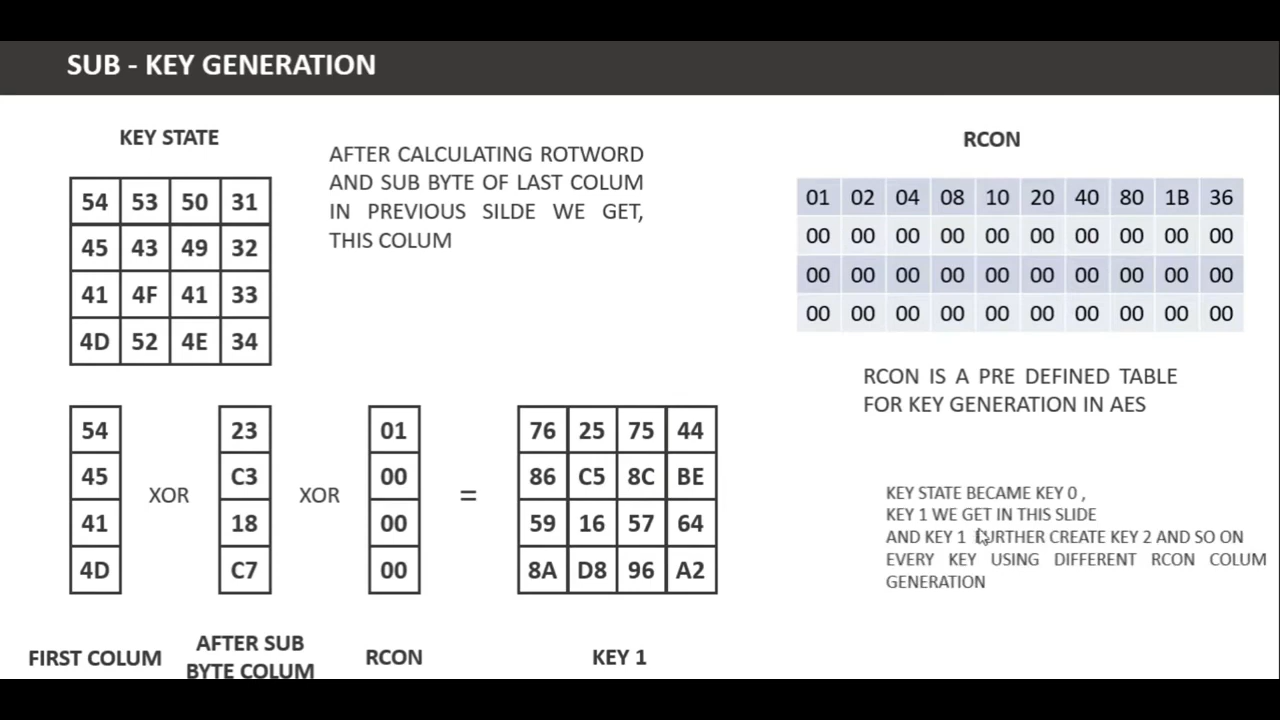 SUB - KEY GENERATION
KEY STATE
54 53 50 31
45 43 49 32
41 4F 41 33
4D 52 4E 34
AFTER CALCULATING ROTWORD
AND SUB BYTE OF LAST COLUM
IN PREVIOUS SILDE WE GET,
THIS COLUM
RCON
01 02 04 08 10 20 40 80 1B 36
00 00 00 00 00 00 00 00 00 00
00 00 00 00 00 00 00 00 00 00
00 00 00 00 00 00 00 00 00 00
RCON IS A PRE DEFINED TABLE
FOR KEY GENERATION IN AES
54
45
41
4D
FIRST COLUM
XOR
23
C3
18
C7
AFTER SUB
BYTE COLUM
XOR
01
00
00
00
RCON
=
76 25 75 44
86 C5 8C BE
59 16 57 64
8A D8 96 A2
KEY 1
KEY STATE BECAME KEY 0 ,
KEY 1 WE GET IN THIS SLIDE
AND KEY 1 FURTHER CREATE KEY 2 AND SO ON
EVERY KEY USING DIFFERENT RCON COLUM
GENERATION